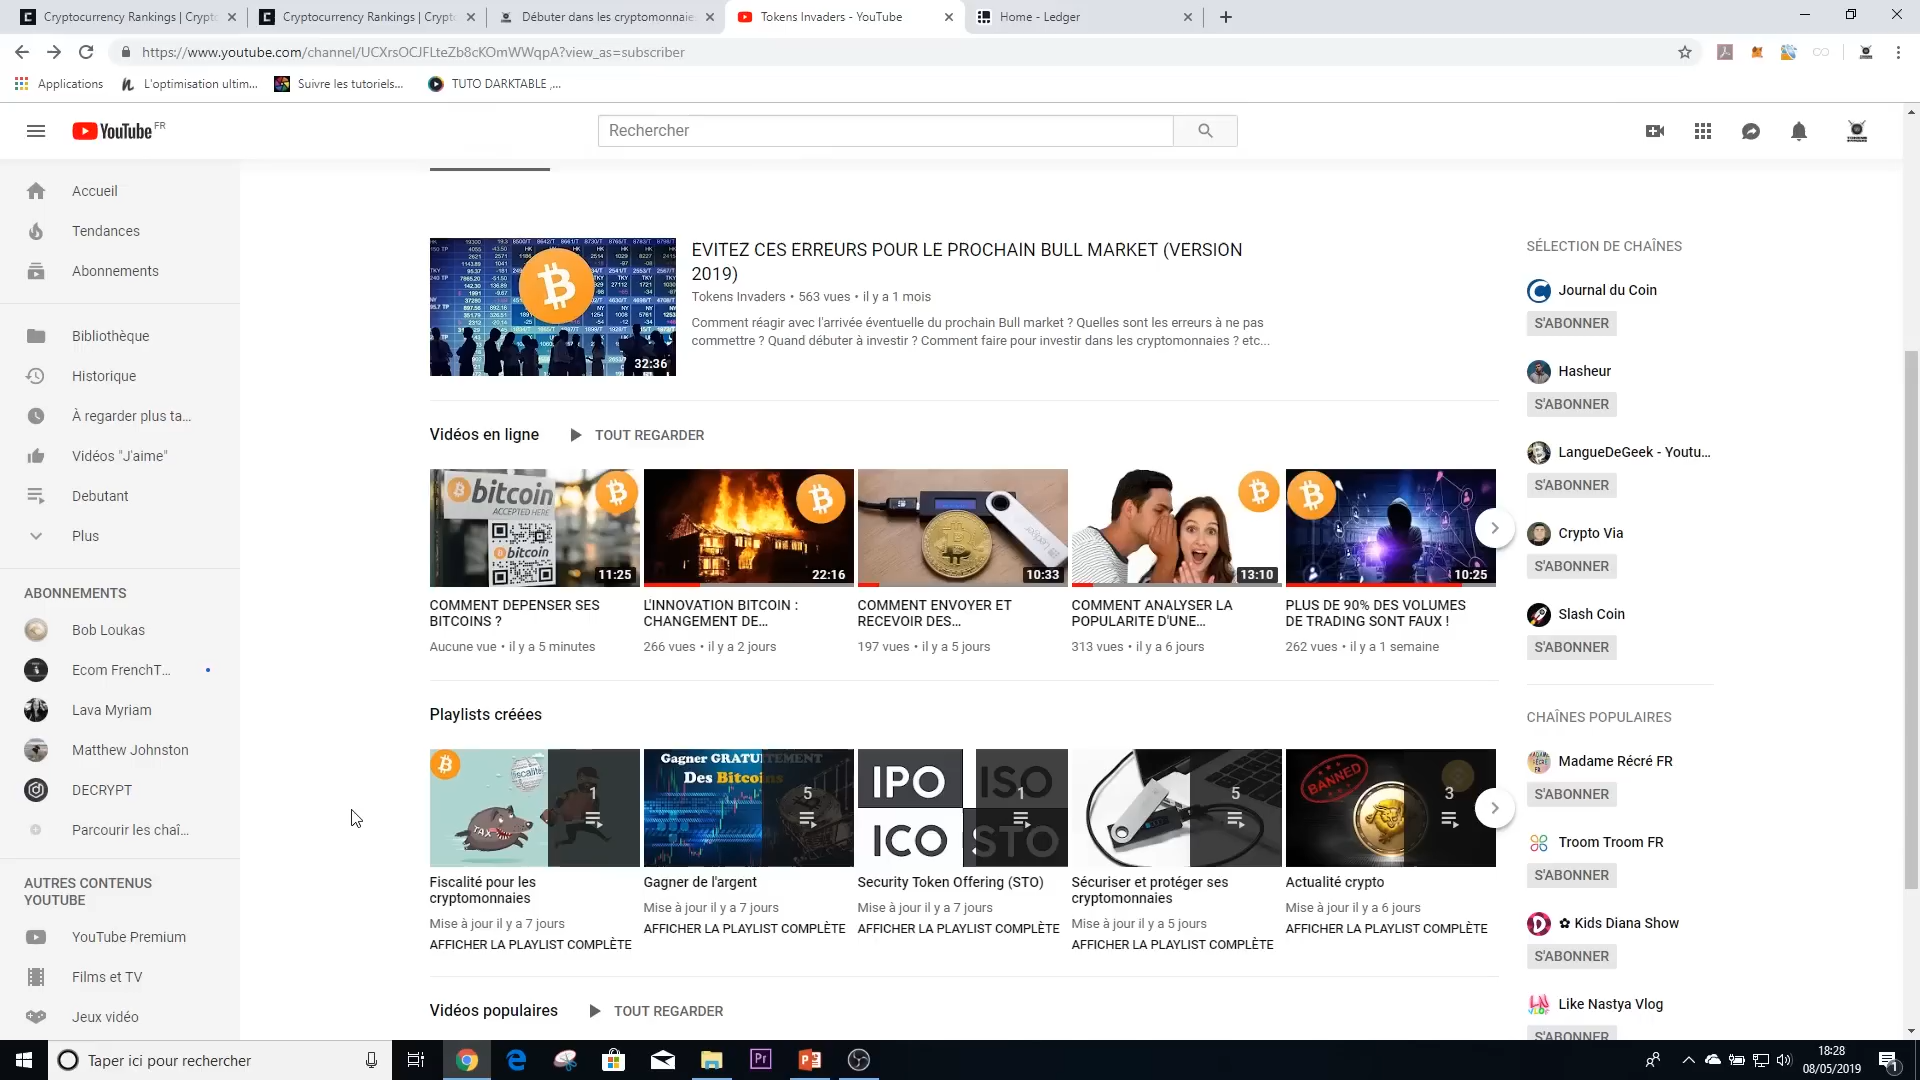 Cryptocurrency Rankings | Crypto
Cryptocurrency Rankings | Crypto
Débuter dans les cryptomonnaie
Tokens Invaders - YouTube
Home - Ledger
https://www.youtube.com/channel/UCXrsOCJFLteZb8cKOmWWqpA?view_as=subscriber
Applications
L'optimisation ultim...
Suivre les tutoriels...
TUTO DARKTABLE ,...
YouTube FR
Rechercher
Accueil
Tendances
Abonnements
Bibliothèque
Historique
À regarder plus ta...
Vidéos "J'aime"
Debutant
Plus
ABONNEMENTS
Bob Loukas
Ecom FrenchT...
Lava Myriam
Matthew Johnston
DECRYPT
Parcourir les chaî...
AUTRES CONTENUS
YOUTUBE
YouTube Premium
Films et TV
Jeux vidéo
32:36
EVITEZ CES ERREURS POUR LE PROCHAIN BULL MARKET (VERSION
2019)
Tokens Invaders • 563 vues • il y a 1 mois
Comment réagir avec l'arrivée éventuelle du prochain Bull market ? Quelles sont les erreurs à ne pas
commettre ? Quand débuter à investir ? Comment faire pour investir dans les cryptomonnaies ? etc...
Vidéos en ligne
TOUT REGARDER
bitcoin
ACCEPTED HERE
bitcoin
11:25
COMMENT DEPENSER SES
BITCOINS ?
Aucune vue • il y a 5 minutes
22:16
L'INNOVATION BITCOIN :
CHANGEMENT DE...
266 vues • il y a 2 jours
10:33
COMMENT ENVOYER ET
RECEVOIR DES...
197 vues • il y a 5 jours
13:10
COMMENT ANALYSER LA
POPULARITE D'UNE...
313 vues • il y a 6 jours
10:25
PLUS DE 90% DES VOLUMES
DE TRADING SONT FAUX !
262 vues • il y a 1 semaine
Playlists créées
fiscalité
TAX
1
Fiscalité pour les
cryptomonnaies
Mise à jour il y a 7 jours
AFFICHER LA PLAYLIST COMPLÈTE
Gagner GRATUITEMENT
Des Bitcoins
5
Gagner de l'argent
Mise à jour il y a 7 jours
AFFICHER LA PLAYLIST COMPLÈTE
IPO ISO
ICO STO
1
Security Token Offering (STO)
Mise à jour il y a 7 jours
AFFICHER LA PLAYLIST COMPLÈTE
5
Sécuriser et protéger ses
cryptomonnaies
Mise à jour il y a 5 jours
AFFICHER LA PLAYLIST COMPLÈTE
BANNED
3
Actualité crypto
Mise à jour il y a 6 jours
AFFICHER LA PLAYLIST COMPLÈTE
Vidéos populaires
TOUT REGARDER
SÉLECTION DE CHAÎNES
Journal du Coin
S'ABONNER
Hasheur
S'ABONNER
LangueDeGeek - Youtu...
S'ABONNER
Crypto Via
S'ABONNER
Slash Coin
S'ABONNER
CHAÎNES POPULAIRES
Madame Récré FR
S'ABONNER
Troom Troom FR
S'ABONNER
✿ Kids Diana Show
S'ABONNER
Like Nastya Vlog
S'ABONNER
Taper ici pour rechercher
Pr
18:28
08/05/2019
1